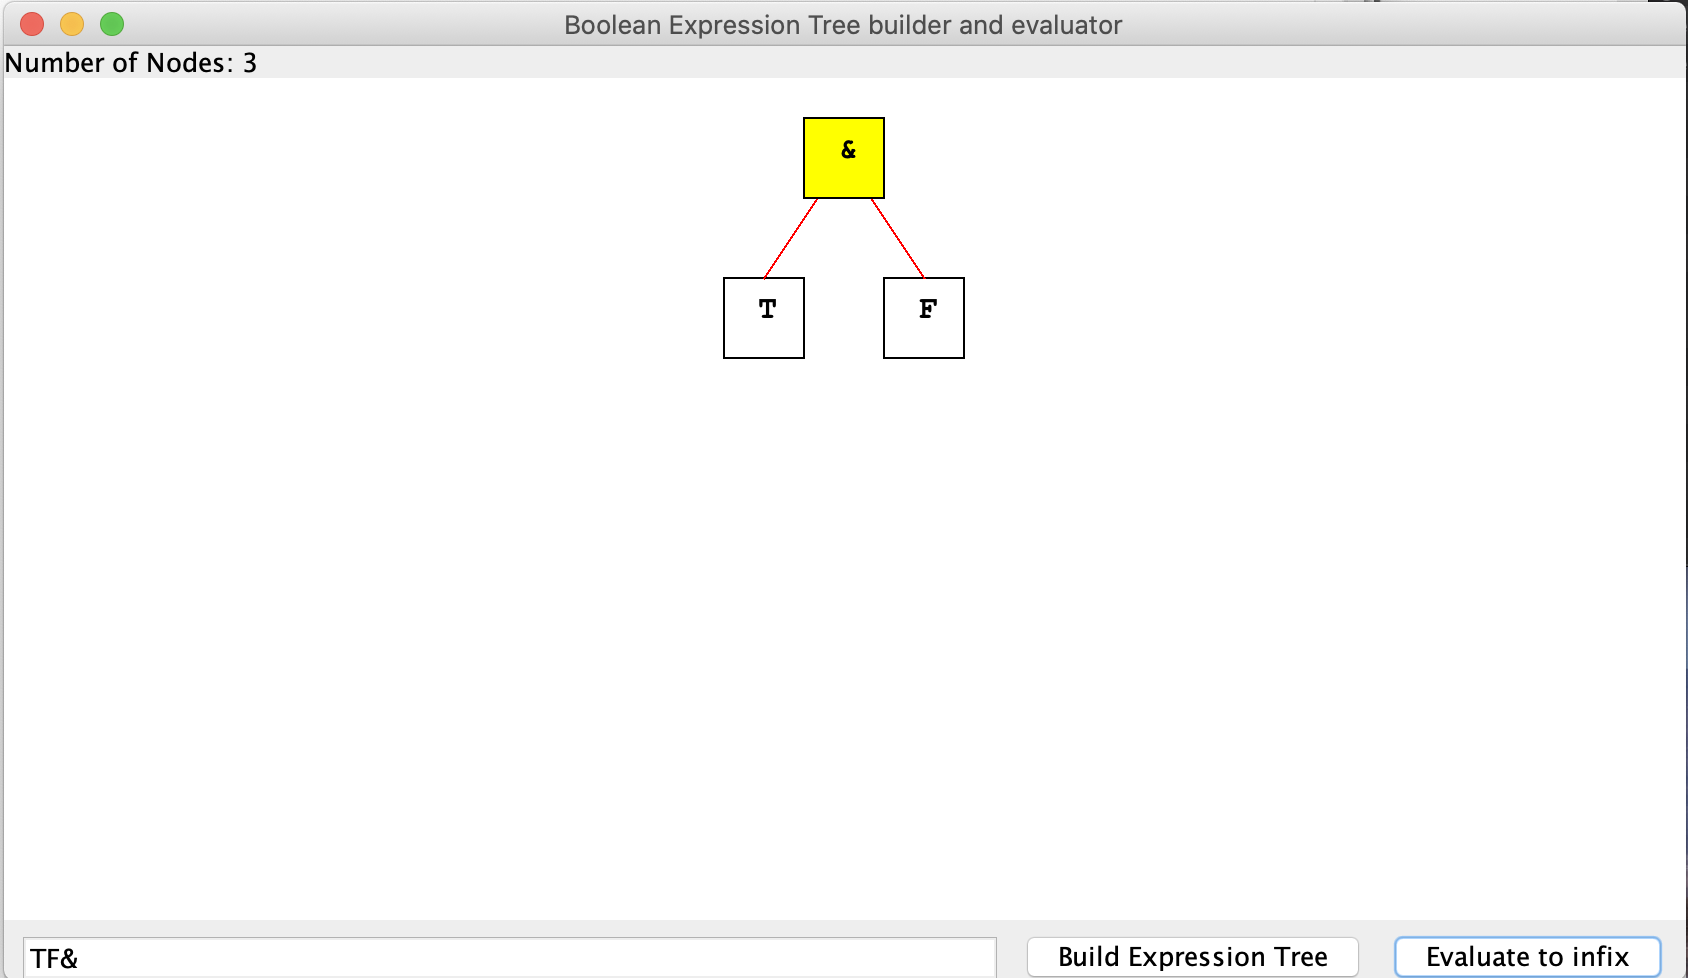 Boolean Expression Tree builder and evaluator
Number of Nodes: 3
&
T F
TF& Build Expression Tree Evaluate to infix